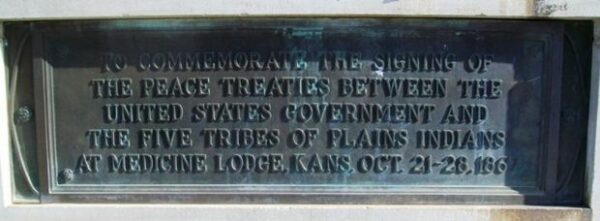 TO COMMEMORATE THE SIGNING OF
THE PEACE TREATIES BETWEEN THE
UNITED STATES GOVERNMENT AND
THE FIVE TRIBES OF PLAINS INDIANS
AT MEDICINE LODGE, KANS. OCT. 21-28, 1867